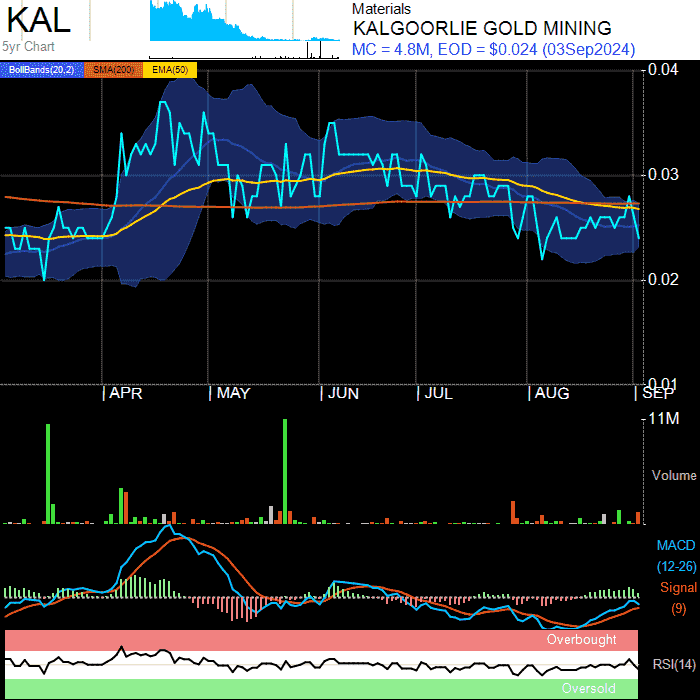 KAL
5yr Chart
Materials
KALGOORLIE GOLD MINING
MC = 4.8M, EOD = $0.024 (03Sep2024)
BollBands(20,2) SMA(200) EMA(50)
0.04
0.03
0.02
0.01
| APR | MAY | JUN | JUL | AUG | SEP
11M
Volume
MACD
(12-26)
Signal
(9)
Overbought
RSI(14)
Oversold